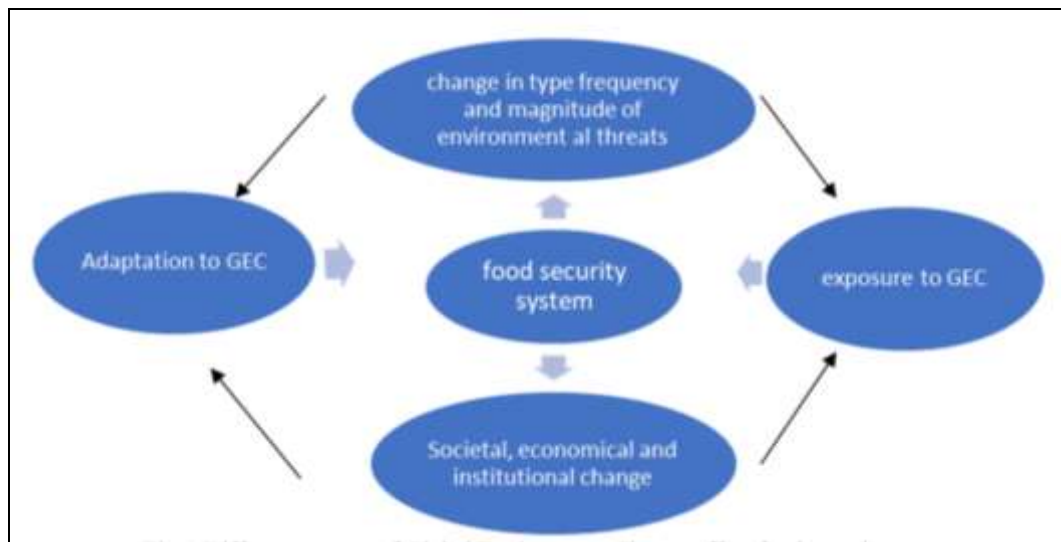 change in type frequency
and magnitude of
environment al threats
Adaptation to GEC
food security
system
exposure to GEC
Societal, economical and
institutional change